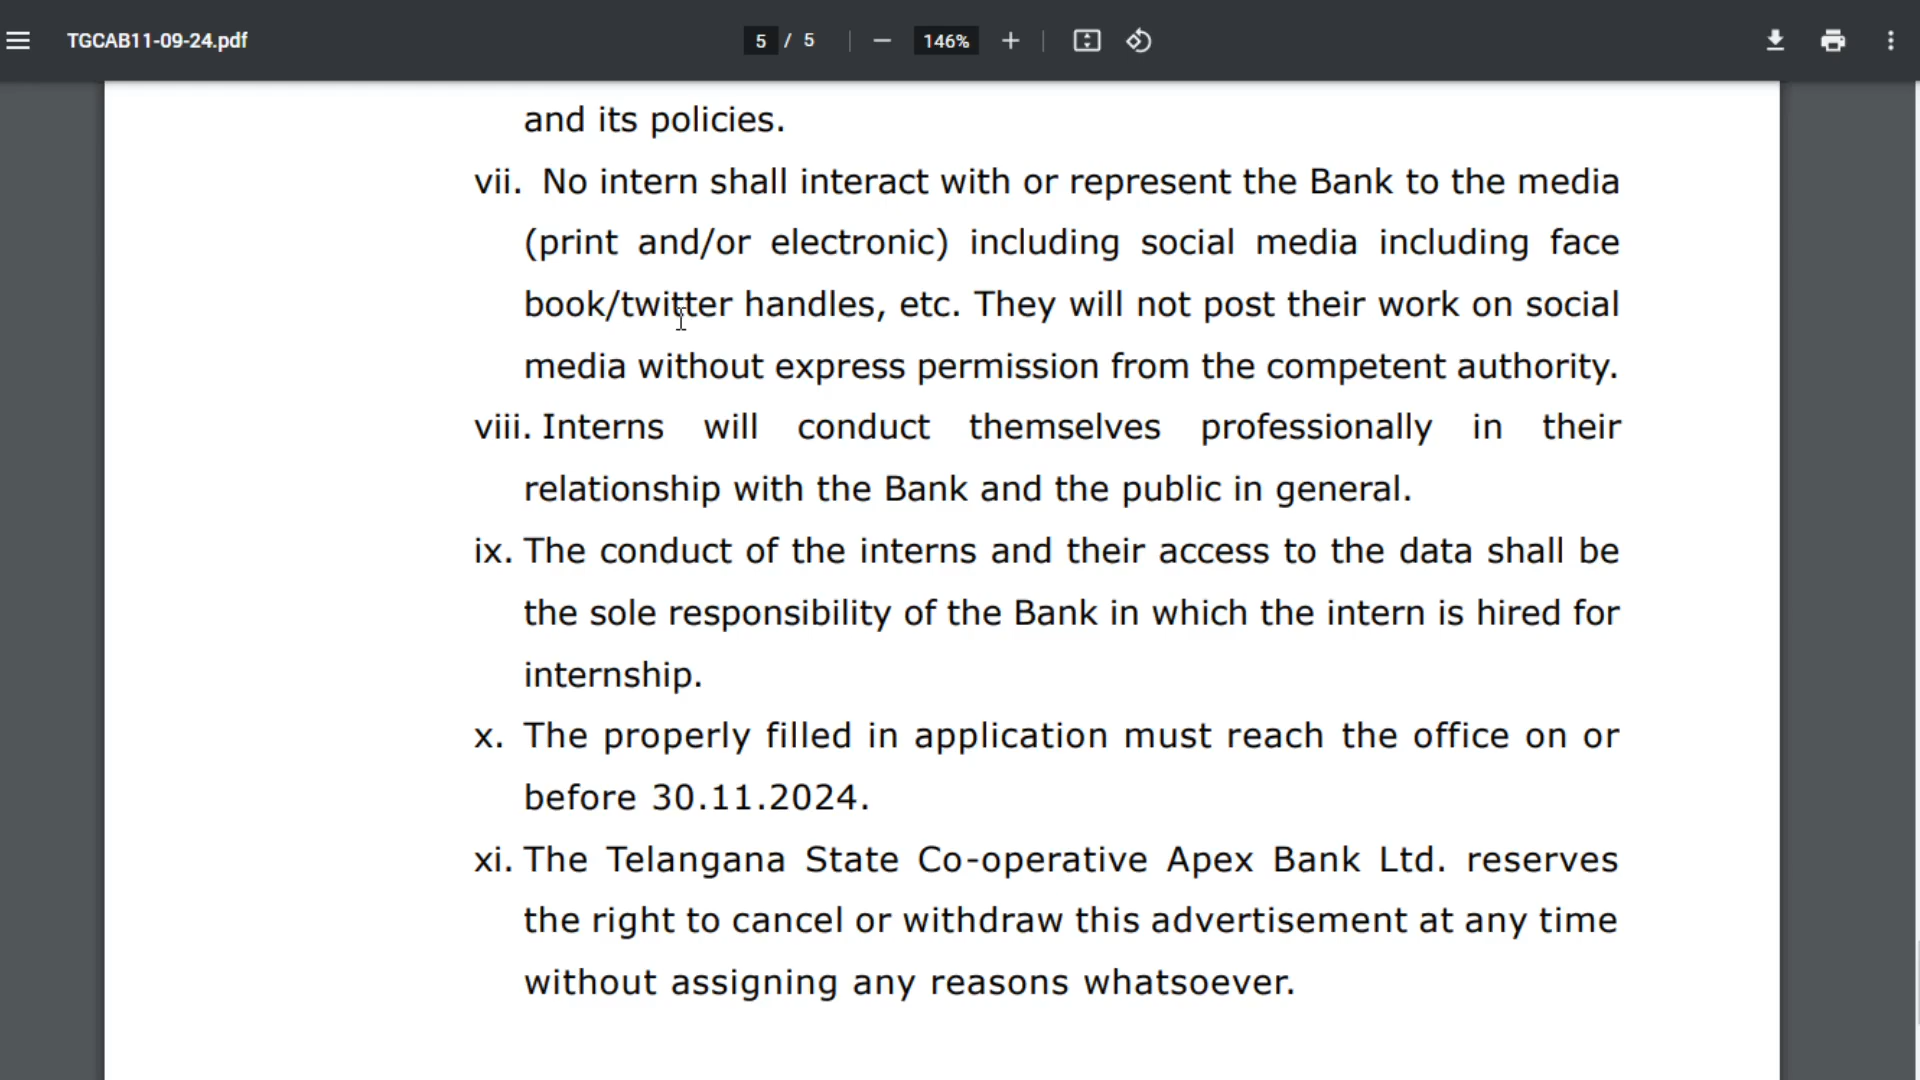 TGCAB11-09-24.pdf
5 / 5
146%
and its policies.
vii. No intern shall interact with or represent the Bank to the media
(print and/or electronic) including social media including face
book/twitter handles, etc. They will not post their work on social
media without express permission from the competent authority.
viii. Interns will conduct themselves professionally in their
relationship with the Bank and the public in general.
ix. The conduct of the interns and their access to the data shall be
the sole responsibility of the Bank in which the intern is hired for
internship.
x. The properly filled in application must reach the office on or
before 30.11.2024.
xi. The Telangana State Co-operative Apex Bank Ltd. reserves
the right to cancel or withdraw this advertisement at any time
without assigning any reasons whatsoever.